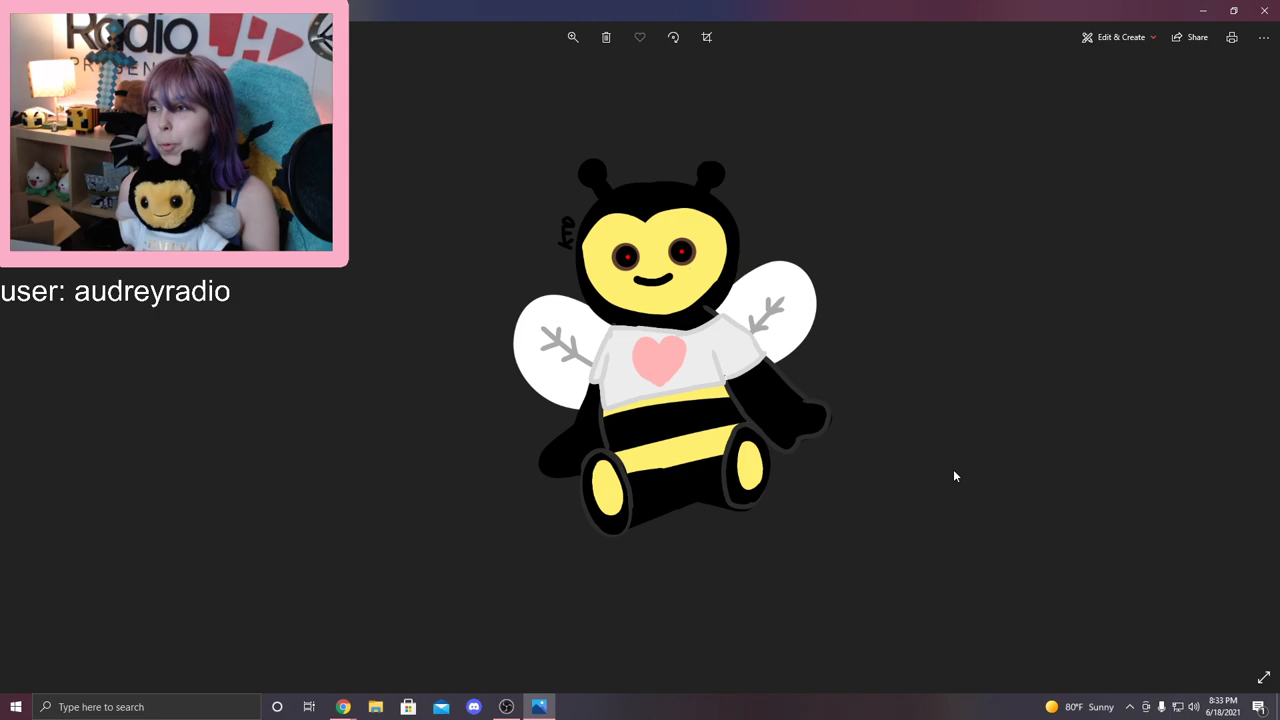 Radio
Edit & Create
Share
user: audreyradio
Type here to search
80°F Sunny
8:33 PM
6/18/2021